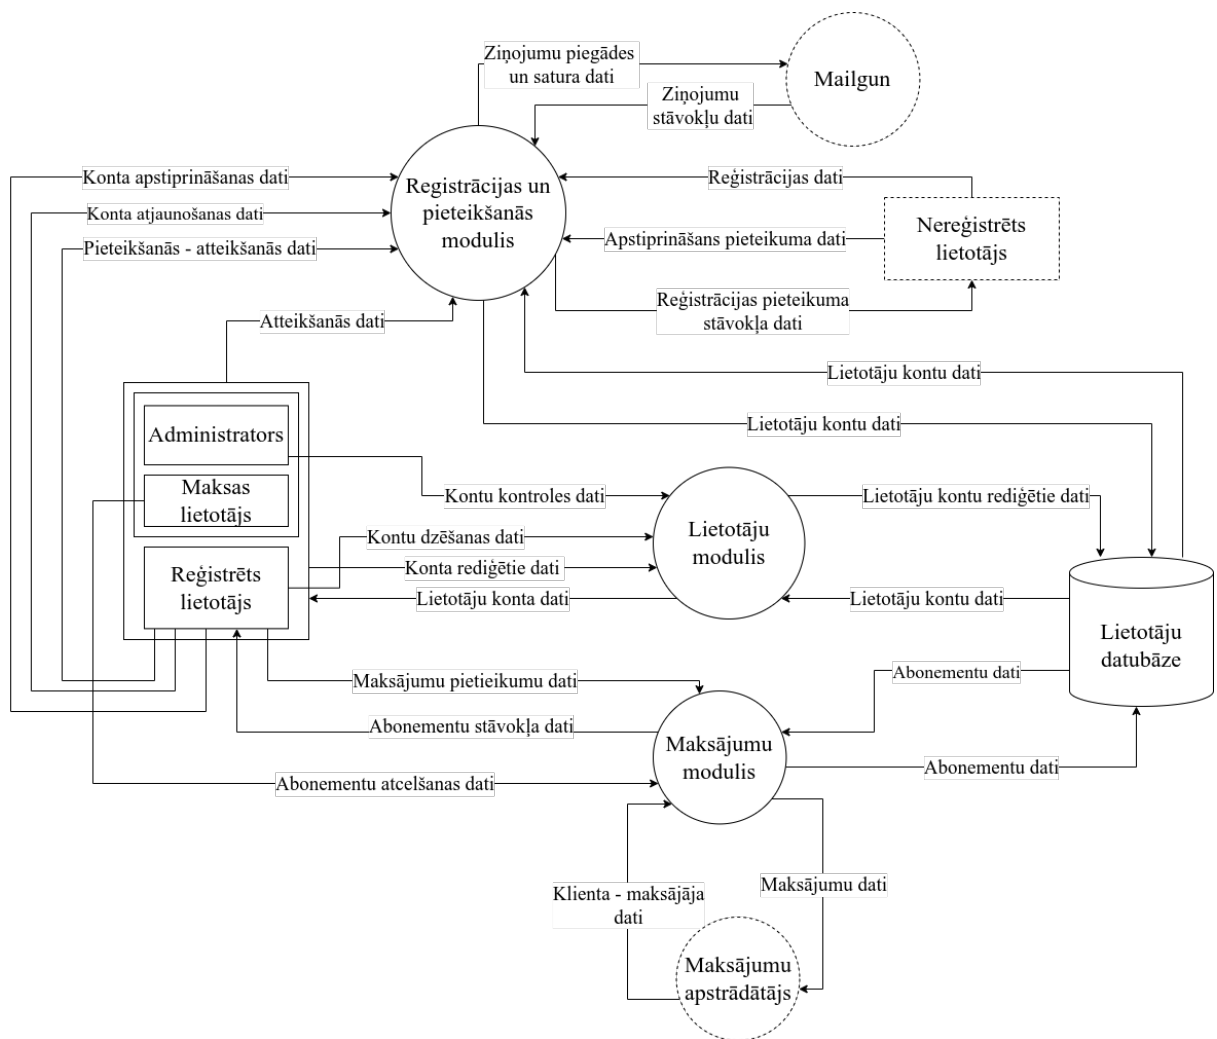 Ziņojumu piegādes
un satura dati
Mailgun
Ziņojumu
stāvokļu dati
Konta apstiprināšanas dati
Registrācijas un
pieteikšanās
modulis
Reģistrācijas dati
Konta atjaunošanas dati
Nereģistrēts
lietotājs
Pieteikšanās - atteikšanās dati
Apstiprināšans pieteikuma dati
Reģistrācijas pieteikuma
stāvokļa dati
Atteikšanās dati
Lietotāju kontu dati
Administrators
Lietotāju kontu dati
Maksas
lietotājs
Kontu kontroles dati
Lietotāju kontu rediģētie dati
Lietotāju
modulis
Kontu dzēšanas dati
Reģistrēts
lietotājs
Konta rediģētie dati
Lietotāju konta dati
Lietotāju kontu dati
Lietotāju
datubāze
Maksājumu pietieikumu dati
Abonementu dati
Abonementu stāvokļa dati
Maksājumu
modulis
Abonementu dati
Abonementu atcelšanas dati
Klienta - maksājāja
dati
Maksājumu dati
Maksājumu
apstrādātājs